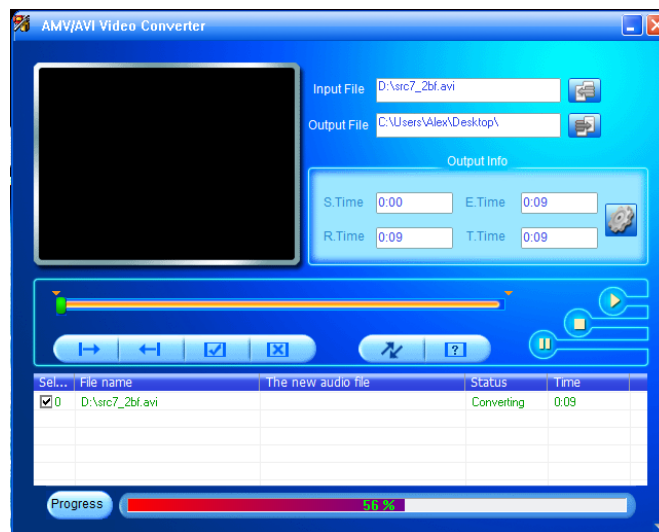 AMV/AVI Video Converter
Input File D:\src7_2bf.avi
Output File C:\Users\Alex\Desktop\
Output Info
S.Time 0:00 E.Time 0:09
R.Time 0:09 T.Time 0:09
Sel... File name The new audio file Status Time
0 D:\src7_2bf.avi Converting 0:09
Progress 56 %